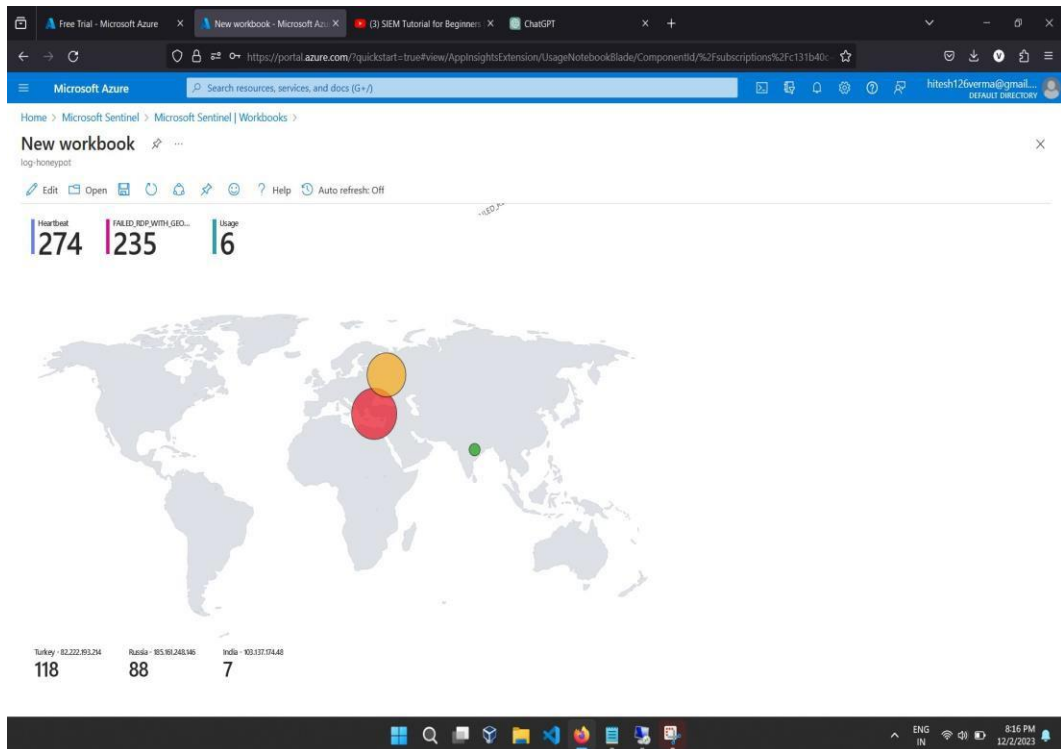 Free Trial - Microsoft Azure
New workbook - Microsoft Azu
(3) SIEM Tutorial for Beginners
ChatGPT
https://portal.azure.com/?quickstart=true#view/AppInsightsExtension/UsageNotebookBlade/ComponentId/%2Fsubscriptions%2Fc131b40c
Microsoft Azure
Search resources, services, and docs (G+/)
hitesh126verma@gmail....
DEFAULT DIRECTORY
Home > Microsoft Sentinel > Microsoft Sentinel | Workbooks >
New workbook
log-honeypot
Edit Open Help Auto refresh: Off
Heartbeat FAILED_RDP_WITH_GEO... Usage
274 235 6
Turkey - 82.222.193.214 Russia - 185.161.248.146 India - 103.137.174.48
118 88 7
ENG
IN
8:16 PM
12/2/2023